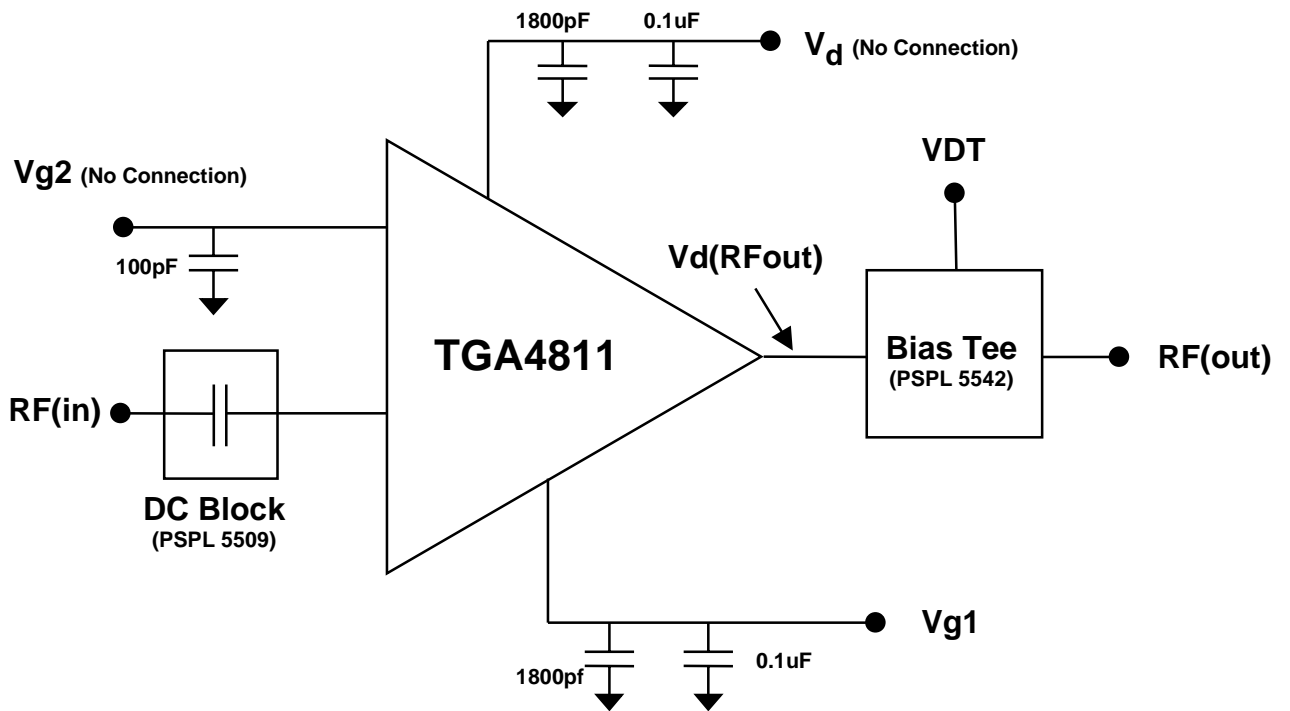 1800pF 0.1uF
Vd (No Connection)
VDT
Vg2 (No Connection)
Vd(RFout)
100pF
TGA4811
Bias Tee
(PSPL 5542)
RF(out)
RF(in)
DC Block
(PSPL 5509)
Vg1
1800pf 0.1uF